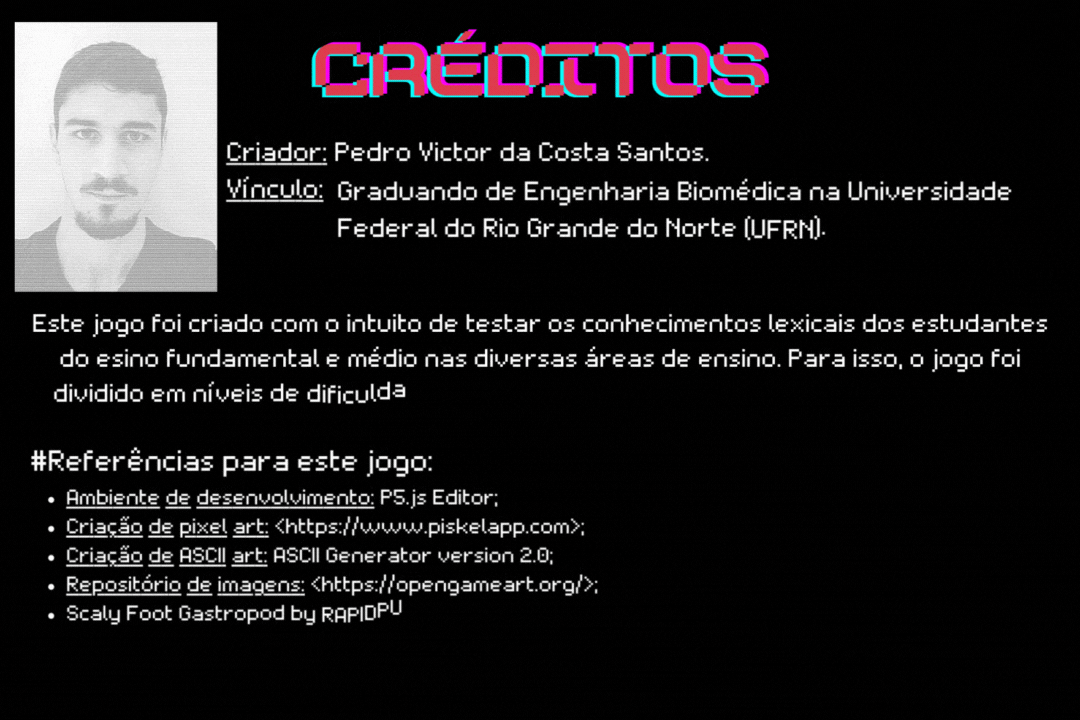 CRÉDITOS
Criador: Pedro Victor da Costa Santos.
Vínculo: Graduando de Engenharia Biomédica na Universidade
Federal do Rio Grande do Norte (UFRN).
Este jogo foi criado com o intuito de testar os conhecimentos lexicais dos estudantes
do esino fundamental e médio nas diversas áreas de ensino. Para isso, o jogo foi
dividido em níveis de dificulda
#Referências para este jogo:
• Ambiente de desenvolvimento: P5.js Editor;
• Criação de pixel art: <https://www.piskelapp.com>;
• Criação de ASCII art: ASCII Generator version 2.0;
• Repositório de imagens: <https://opengameart.org/>;
• Scaly Foot Gastropod by RAPIDPU